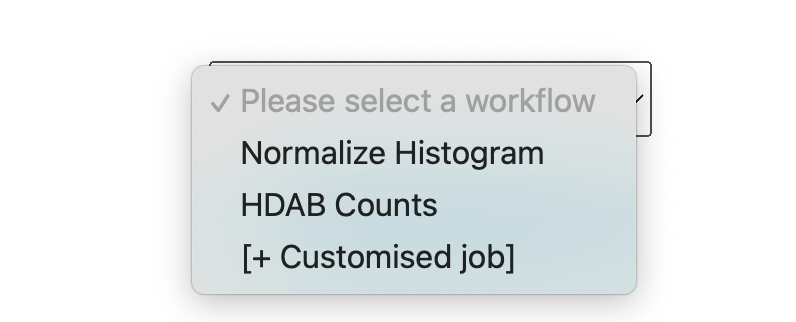 ✓ Please select a workflow
Normalize Histogram
HDAB Counts
[+ Customised job]